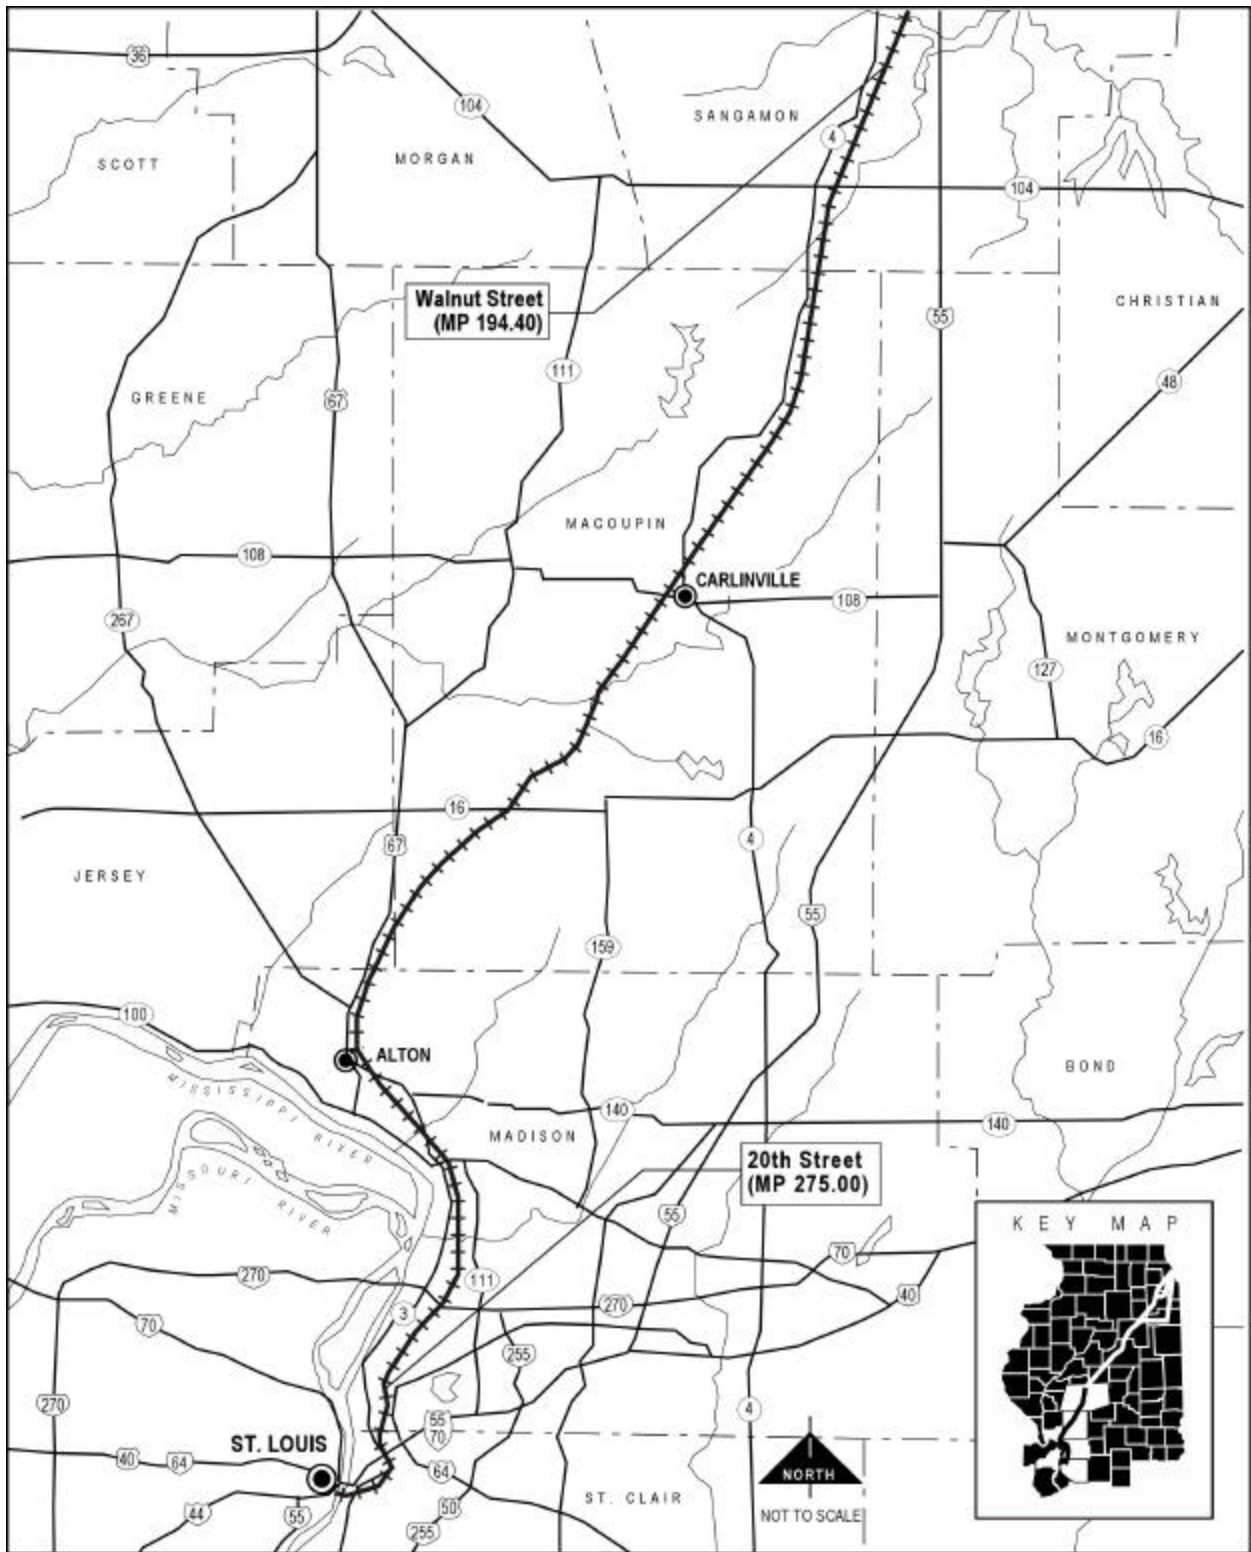 36
104
SANGAMON
4
SCOTT
MORGAN
104
Walnut Street
(MP 194.40)
CHRISTIAN
55
111
48
GREENE
67
MACOUPIN
108
CARLINVILLE
108
267
MONTGOMERY
127
16
16
4
67
JERSEY
55
159
100
ALTON
BOND
MISSISSIPPI RIVER
140
140
MADISON
20th Street
(MP 275.00)
MISSOURI RIVER
55
KEY MAP
70
270
111
40
3
270
70
255
270
4
55
70
ST. LOUIS
40
64
64
NORTH
ST. CLAIR
50
NOT TO SCALE
44
55
255